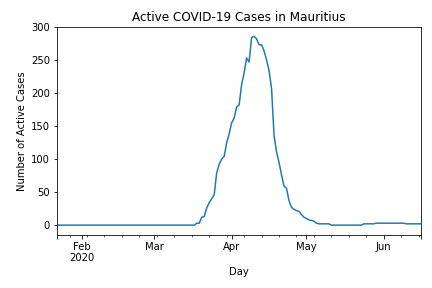 Active COVID-19 Cases in Mauritius
300
250
200
150
100
50
0
Number of Active Cases
Feb
2020
Mar
Apr
May
Jun
Day